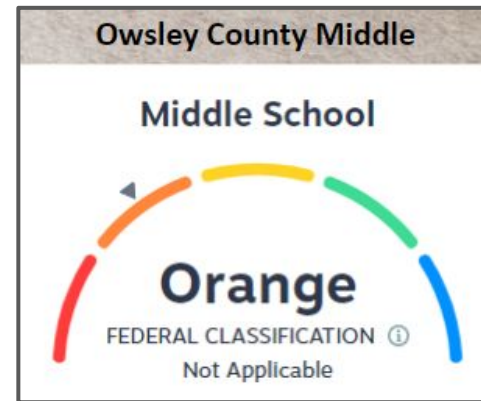 Owsley County Middle
Middle School
Orange
FEDERAL CLASSIFICATION ⓘ
Not Applicable